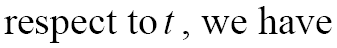 respect to t , we have